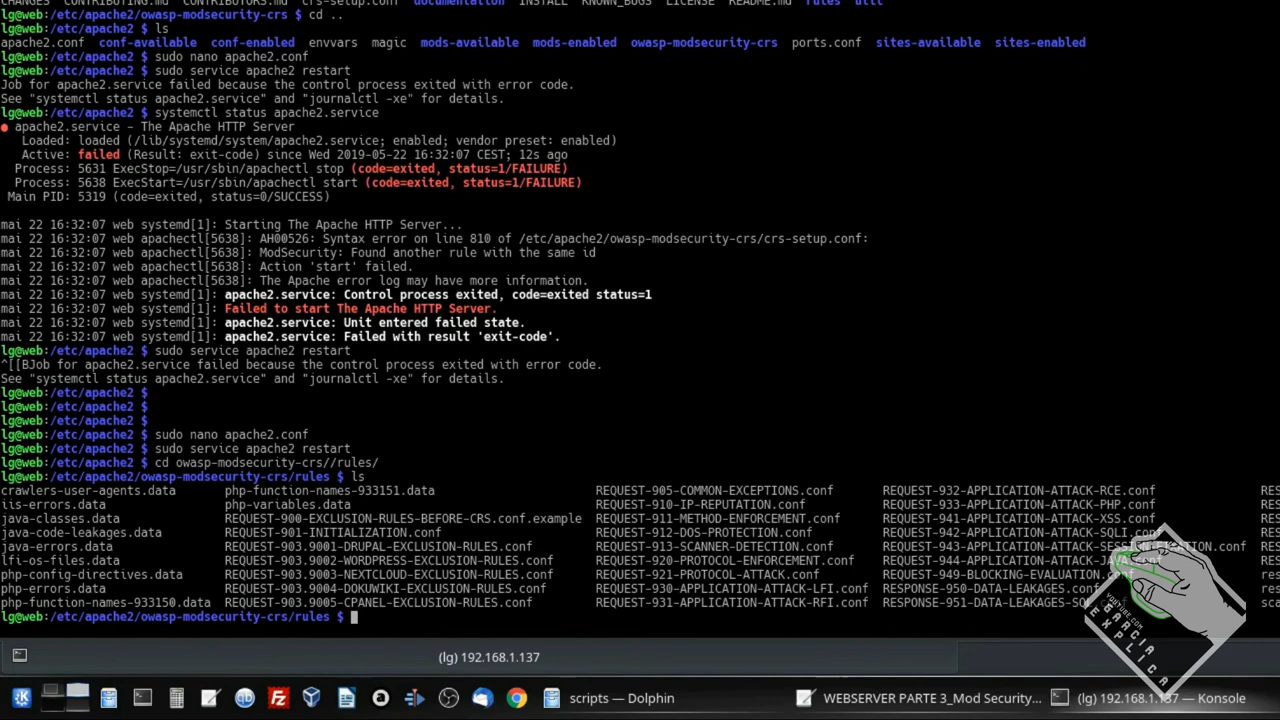 CHANGES CONTRIBUTING.md CONTRIBUTORS.md crs-setup.conf documentation INSTALL KNOWN_BUGS LICENSE README.md rules util
lg@web:/etc/apache2/owasp-modsecurity-crs $ cd ..
lg@web:/etc/apache2 $ ls
apache2.conf conf-available conf-enabled envvars magic mods-available mods-enabled owasp-modsecurity-crs ports.conf sites-available sites-enabled
lg@web:/etc/apache2 $ sudo nano apache2.conf
lg@web:/etc/apache2 $ sudo service apache2 restart
Job for apache2.service failed because the control process exited with error code.
See "systemctl status apache2.service" and "journalctl -xe" for details.
lg@web:/etc/apache2 $ systemctl status apache2.service
● apache2.service - The Apache HTTP Server
Loaded: loaded (/lib/systemd/system/apache2.service; enabled; vendor preset: enabled)
Active: failed (Result: exit-code) since Wed 2019-05-22 16:32:07 CEST; 12s ago
Process: 5631 ExecStop=/usr/sbin/apachectl stop (code=exited, status=1/FAILURE)
Process: 5638 ExecStart=/usr/sbin/apachectl start (code=exited, status=1/FAILURE)
Main PID: 5319 (code=exited, status=0/SUCCESS)
mai 22 16:32:07 web systemd[1]: Starting The Apache HTTP Server...
mai 22 16:32:07 web apachectl[5638]: AH00526: Syntax error on line 810 of /etc/apache2/owasp-modsecurity-crs/crs-setup.conf:
mai 22 16:32:07 web apachectl[5638]: ModSecurity: Found another rule with the same id
mai 22 16:32:07 web apachectl[5638]: Action 'start' failed.
mai 22 16:32:07 web apachectl[5638]: The Apache error log may have more information.
mai 22 16:32:07 web systemd[1]: apache2.service: Control process exited, code=exited status=1
mai 22 16:32:07 web systemd[1]: Failed to start The Apache HTTP Server.
mai 22 16:32:07 web systemd[1]: apache2.service: Unit entered failed state.
mai 22 16:32:07 web systemd[1]: apache2.service: Failed with result 'exit-code'.
lg@web:/etc/apache2 $ sudo service apache2 restart
^[[BJob for apache2.service failed because the control process exited with error code.
See "systemctl status apache2.service" and "journalctl -xe" for details.
lg@web:/etc/apache2 $
lg@web:/etc/apache2 $
lg@web:/etc/apache2 $
lg@web:/etc/apache2 $ sudo nano apache2.conf
lg@web:/etc/apache2 $ sudo service apache2 restart
lg@web:/etc/apache2 $ cd owasp-modsecurity-crs//rules/
lg@web:/etc/apache2/owasp-modsecurity-crs/rules $ ls
crawlers-user-agents.data php-function-names-933151.data REQUEST-905-COMMON-EXCEPTIONS.conf REQUEST-932-APPLICATION-ATTACK-RCE.conf RES
iis-errors.data php-variables.data REQUEST-910-IP-REPUTATION.conf REQUEST-933-APPLICATION-ATTACK-PHP.conf RES
java-classes.data REQUEST-900-EXCLUSION-RULES-BEFORE-CRS.conf.example REQUEST-911-METHOD-ENFORCEMENT.conf REQUEST-941-APPLICATION-ATTACK-XSS.conf RES
java-code-leakages.data REQUEST-901-INITIALIZATION.conf REQUEST-912-DOS-PROTECTION.conf REQUEST-942-APPLICATION-ATTACK-SQLI.conf RES
java-errors.data REQUEST-903.9001-DRUPAL-EXCLUSION-RULES.conf REQUEST-913-SCANNER-DETECTION.conf REQUEST-943-APPLICATION-ATTACK- .conf RES
lfi-os-files.data REQUEST-903.9002-WORDPRESS-EXCLUSION-RULES.conf REQUEST-920-PROTOCOL-ENFORCEMENT.conf REQUEST-944-APPLICATION-ATTACK- RES
php-config-directives.data REQUEST-903.9003-NEXTCLOUD-EXCLUSION-RULES.conf REQUEST-921-PROTOCOL-ATTACK.conf REQUEST-949-BLOCKING-EVALUATION. res
php-errors.data REQUEST-903.9004-DOKUWIKI-EXCLUSION-RULES.conf REQUEST-930-APPLICATION-ATTACK-LFI.conf RESPONSE-950-DATA-LEAKAGES. res
php-function-names-933150.data REQUEST-903.9005-CPANEL-EXCLUSION-RULES.conf REQUEST-931-APPLICATION-ATTACK-RFI.conf RESPONSE-951-DATA-LEAKAGES- sca
lg@web:/etc/apache2/owasp-modsecurity-crs/rules $
YOUTUBE.COM
GARCIA
EXPLICA
(lg) 192.168.1.137
scripts — Dolphin
WEBSERVER PARTE 3_Mod Security...
(lg) 192.168.1.137 — Konsole